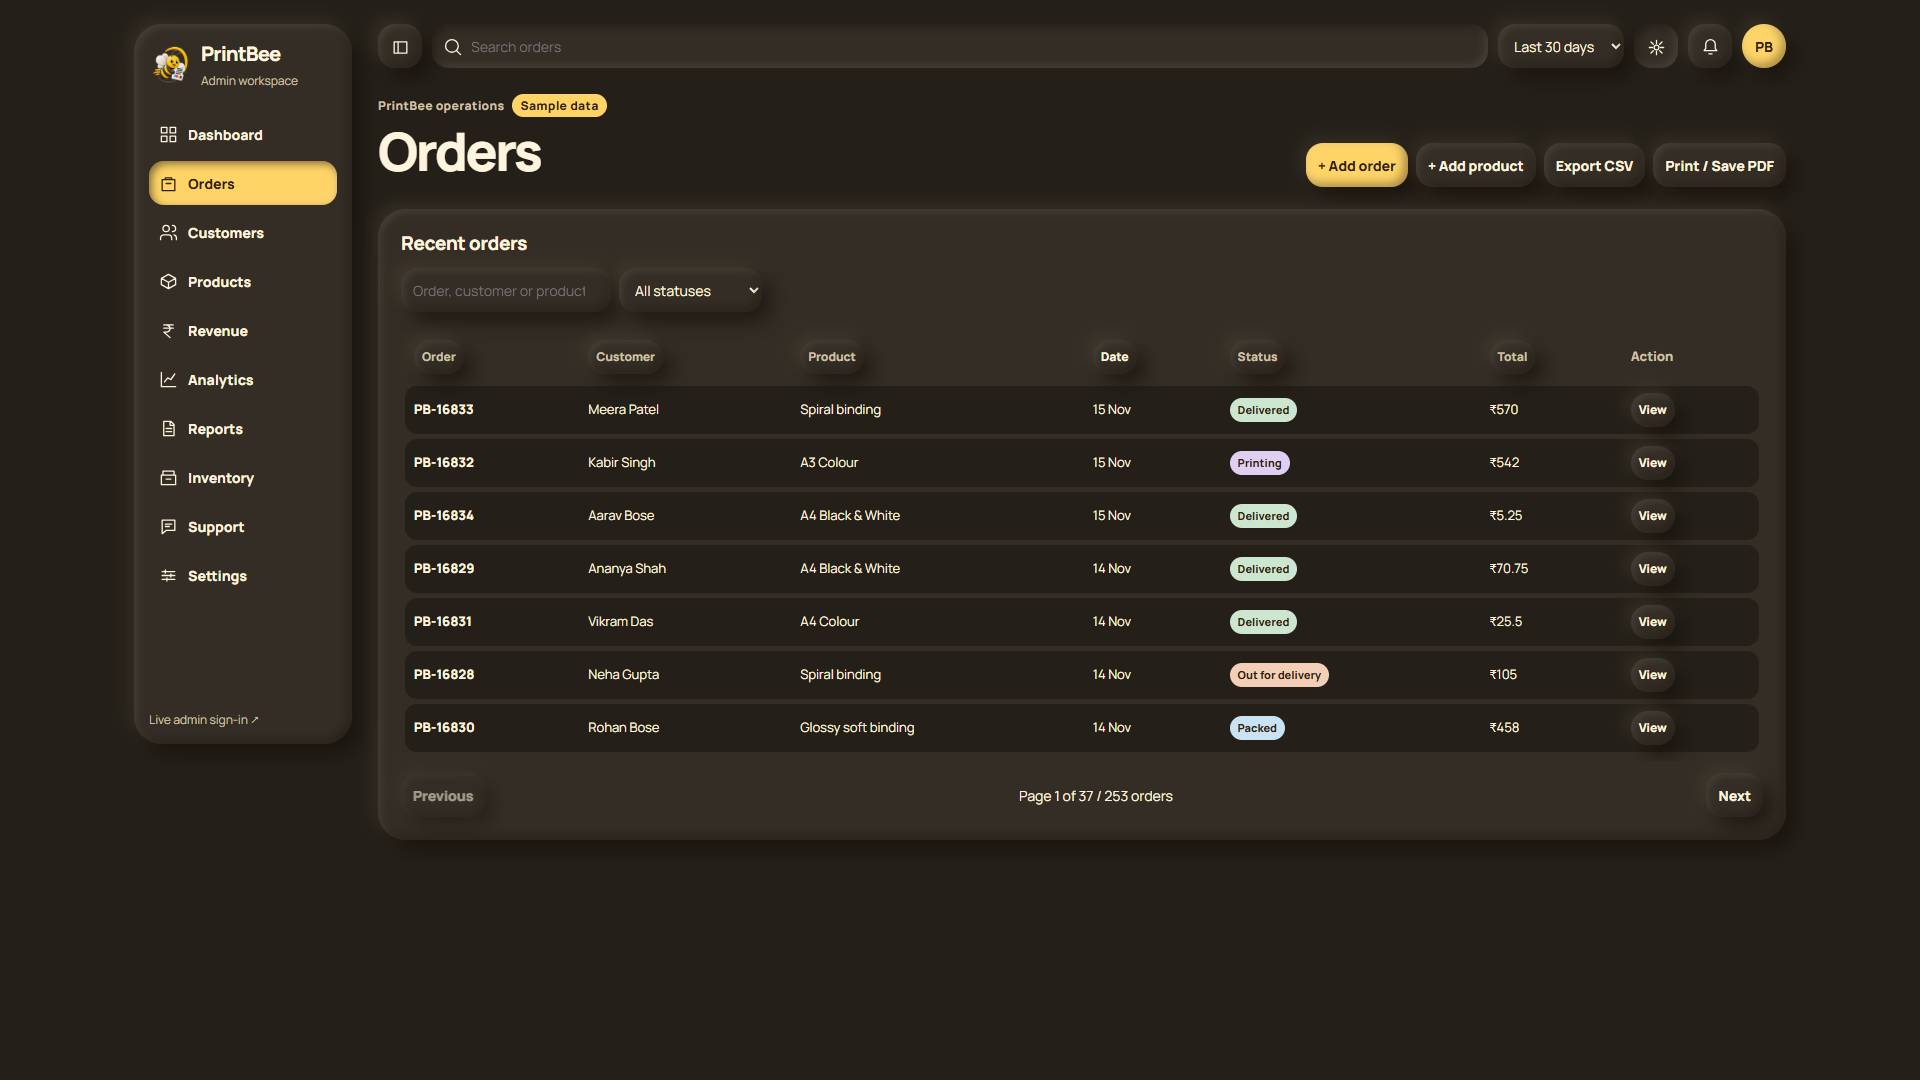 PrintBee
Admin workspace
Dashboard
Orders
Customers
Products
Revenue
Analytics
Reports
Inventory
Support
Settings
Live admin sign-in ↗
Search orders
Last 30 days
PB
PrintBee operations
Sample data
Orders
+ Add order
+ Add product
Export CSV
Print / Save PDF
Recent orders
Order, customer or product
All statuses
Order Customer Product Date Status Total Action
PB-16833 Meera Patel Spiral binding 15 Nov Delivered ₹570 View
PB-16832 Kabir Singh A3 Colour 15 Nov Printing ₹542 View
PB-16834 Aarav Bose A4 Black & White 15 Nov Delivered ₹5.25 View
PB-16829 Ananya Shah A4 Black & White 14 Nov Delivered ₹70.75 View
PB-16831 Vikram Das A4 Colour 14 Nov Delivered ₹25.5 View
PB-16828 Neha Gupta Spiral binding 14 Nov Out for delivery ₹105 View
PB-16830 Rohan Bose Glossy soft binding 14 Nov Packed ₹458 View
Previous
Page 1 of 37 / 253 orders
Next